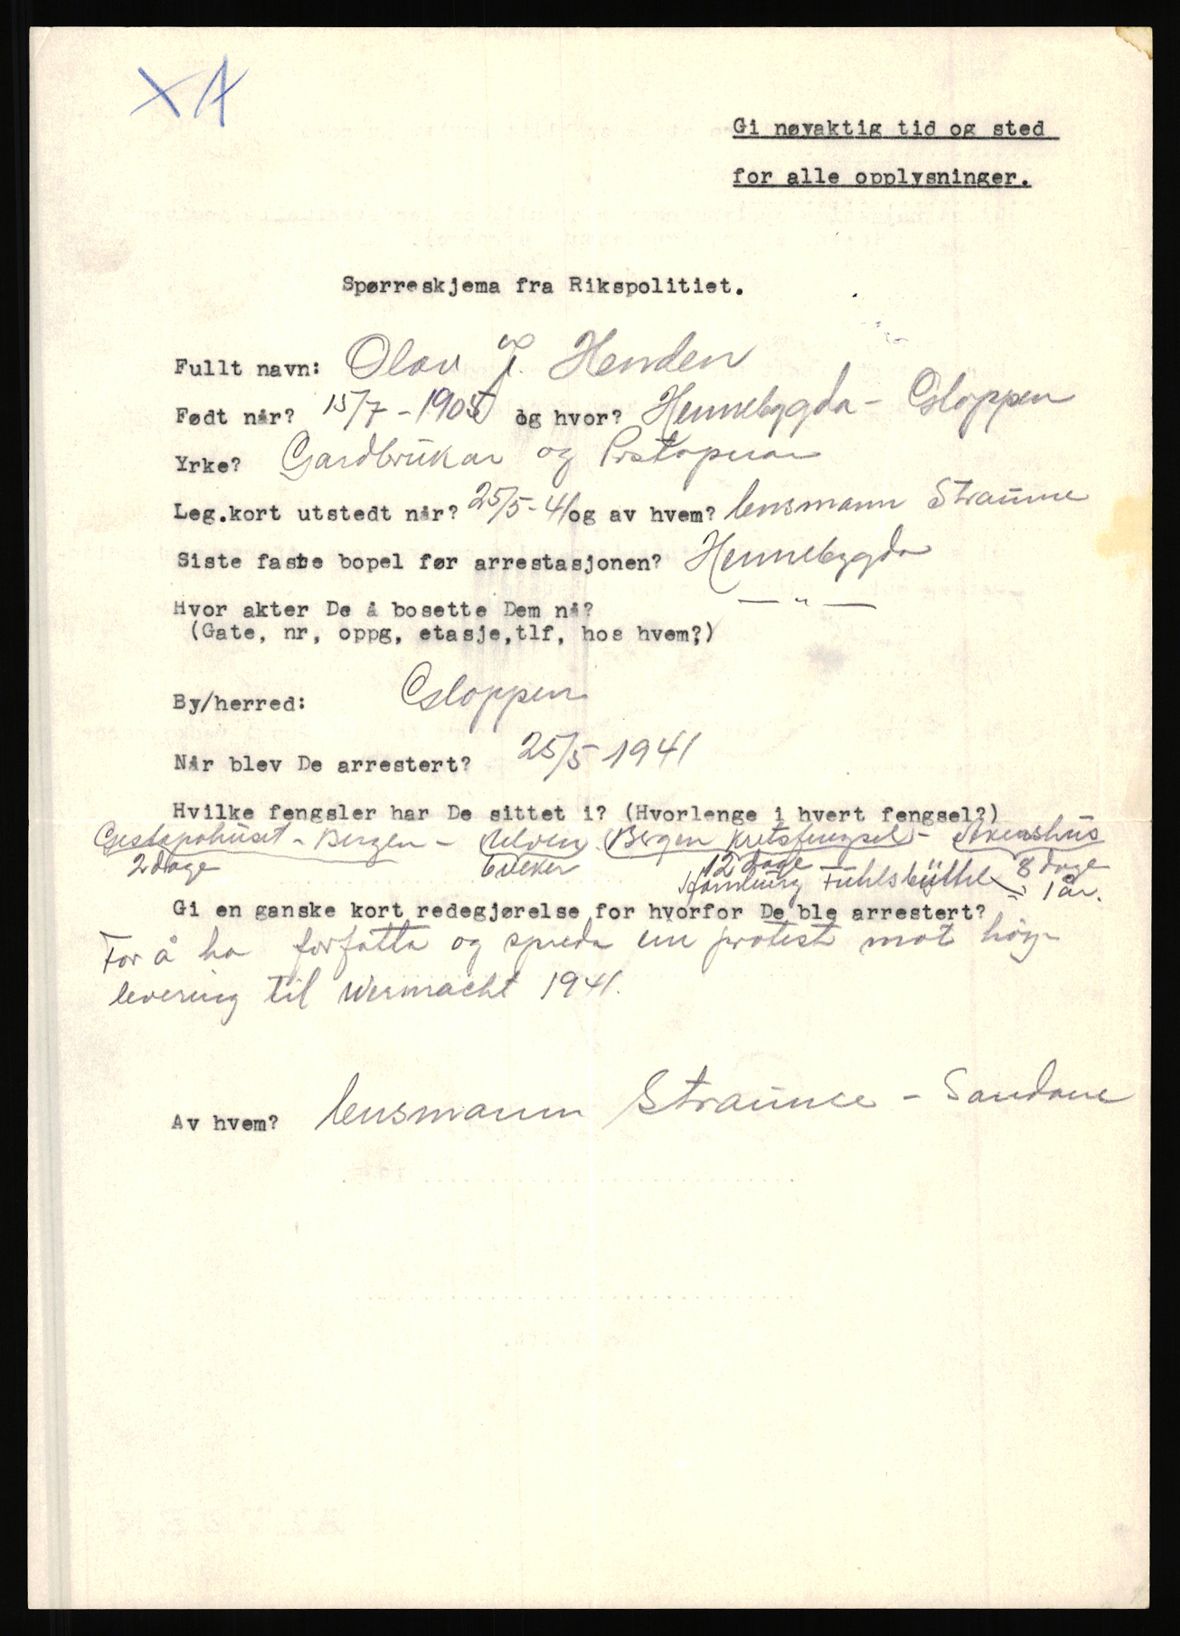 XA
Gi nøyaktig tid og sted
for alle opplysninger.
Spørreskjema fra Rikspolitiet.
Fullt navn: Olav J. Henden
Født når? 15/7 - 1905 og hvor? Hennebygda - Gloppen
Yrke? Gardbrukar og Postopnar
Leg.kort utstedt når? 25/5 - 41 og av hvem? lensmann Straume
Siste faste bopel før arrestasjonen? Hennebygda
Hvor akter De å bosette Dem nå? — " —
(Gate, nr, oppg, etasje, tlf, hos hvem?)
By/herred: Gloppen
Når blev De arrestert? 25/5 - 1941
Hvilke fengsler har De sittet i? (Hvorlenge i hvert fengsel?)
Gestapohuset - Bergen - Ulven Bergen Kretsfengsel - Akershus
2 dage 6 veker 12 dage 8 dage
Hamburg Fuhlsbüttel 1 år.
Gi en ganske kort redegjørelse for hvorfor De ble arrestert?
For å ha forfatta og spreda ein protest mot höy-
levering til Wermacht 1941.
Av hvem? lensmann Straume - Sandane